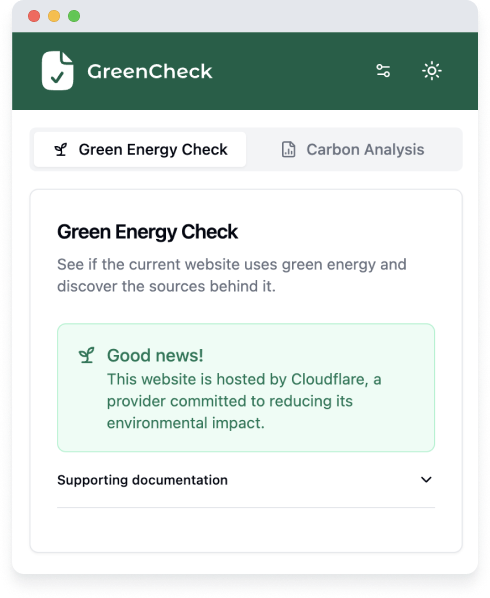 GreenCheck
Green Energy Check
Carbon Analysis
Green Energy Check
See if the current website uses green energy and
discover the sources behind it.
Good news!
This website is hosted by Cloudflare, a
provider committed to reducing its
environmental impact.
Supporting documentation